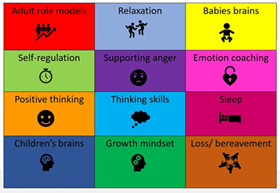 Adult role models
Relaxation
Babies brains
Self-regulation
Supporting anger
Emotion coaching
Positive thinking
Thinking skills
Sleep
Children's brains
Growth mindset
Loss/ bereavement